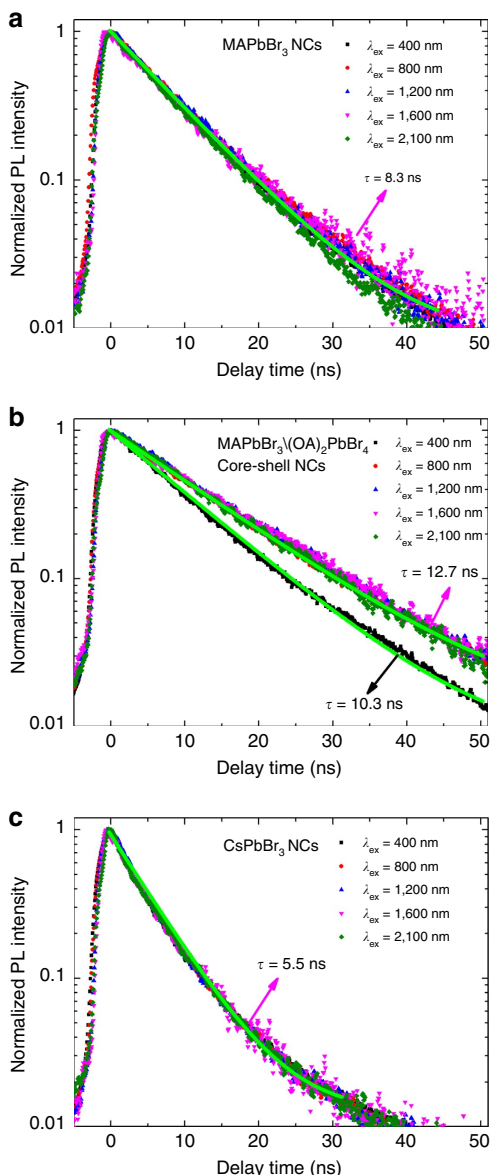 a
MAPbBr₃ NCs
λex = 400 nm
λex = 800 nm
λex = 1,200 nm
λex = 1,600 nm
λex = 2,100 nm
τ = 8.3 ns
Normalized PL intensity
1
0.1
0.01
0 10 20 30 40 50
Delay time (ns)
b
MAPbBr₃\(OA)₂PbBr₄
Core-shell NCs
λex = 400 nm
λex = 800 nm
λex = 1,200 nm
λex = 1,600 nm
λex = 2,100 nm
τ = 12.7 ns
τ = 10.3 ns
Normalized PL intensity
1
0.1
0.01
0 10 20 30 40 50
Delay time (ns)
c
CsPbBr₃ NCs
λex = 400 nm
λex = 800 nm
λex = 1,200 nm
λex = 1,600 nm
λex = 2,100 nm
τ = 5.5 ns
Normalized PL intensity
1
0.1
0.01
0 10 20 30 40 50
Delay time (ns)